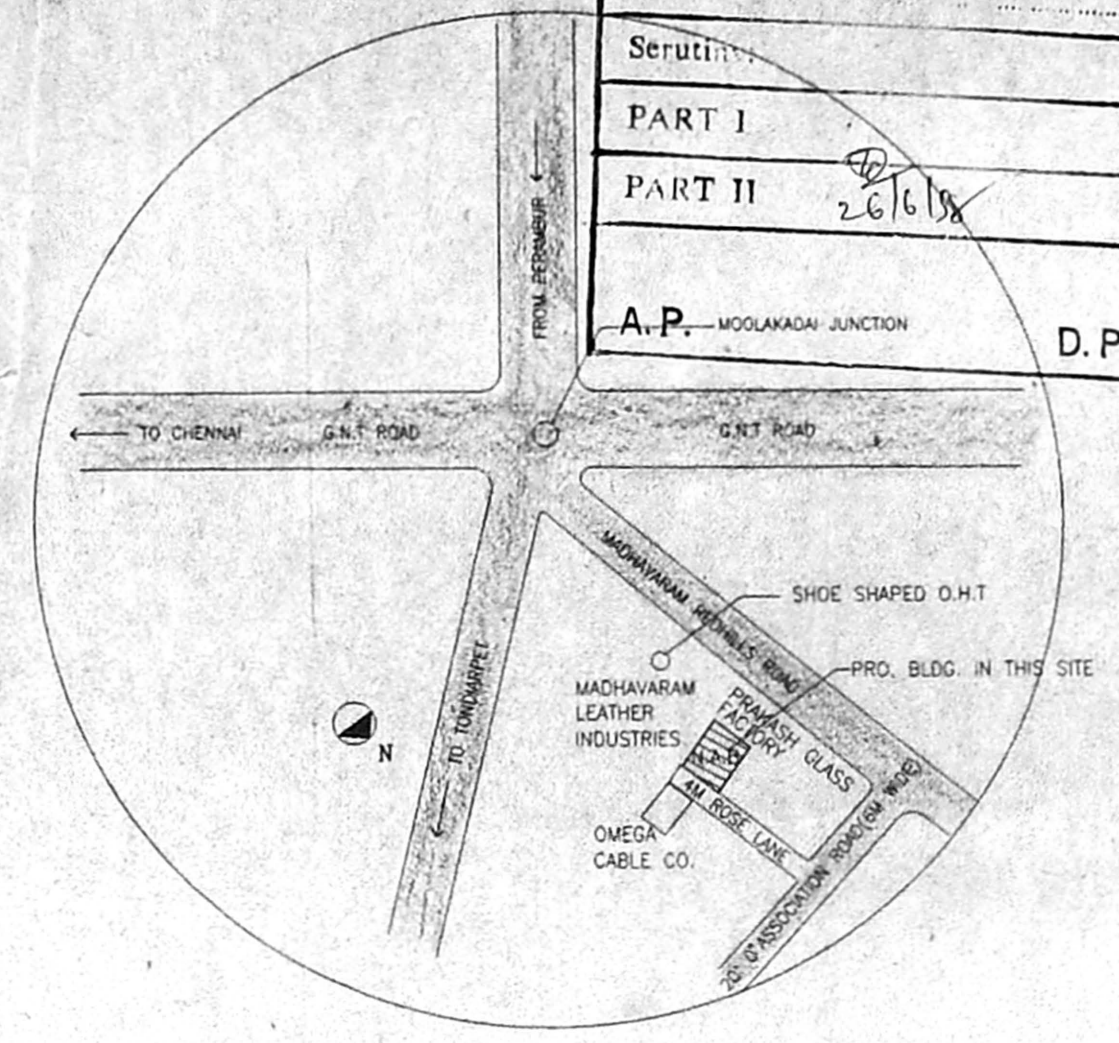 PART I
PART II
26/6/98
A.P.
MOOLAKADAI JUNCTION
D.P
FROM PERAMBUR
TO CHENNAI
G.N.T ROAD
G.N.T ROAD
MADHAVARAM REDHILLS ROAD
SHOE SHAPED O.H.T
PRO. BLDG. IN THIS SITE
MADHAVARAM
LEATHER
INDUSTRIES
PRAKASH GLASS
FACTORY
TO TONDIARPET
N
4M ROSE LANE
OMEGA
CABLE CO.
20' 0" ASSOCIATION ROAD (6M WIDE)